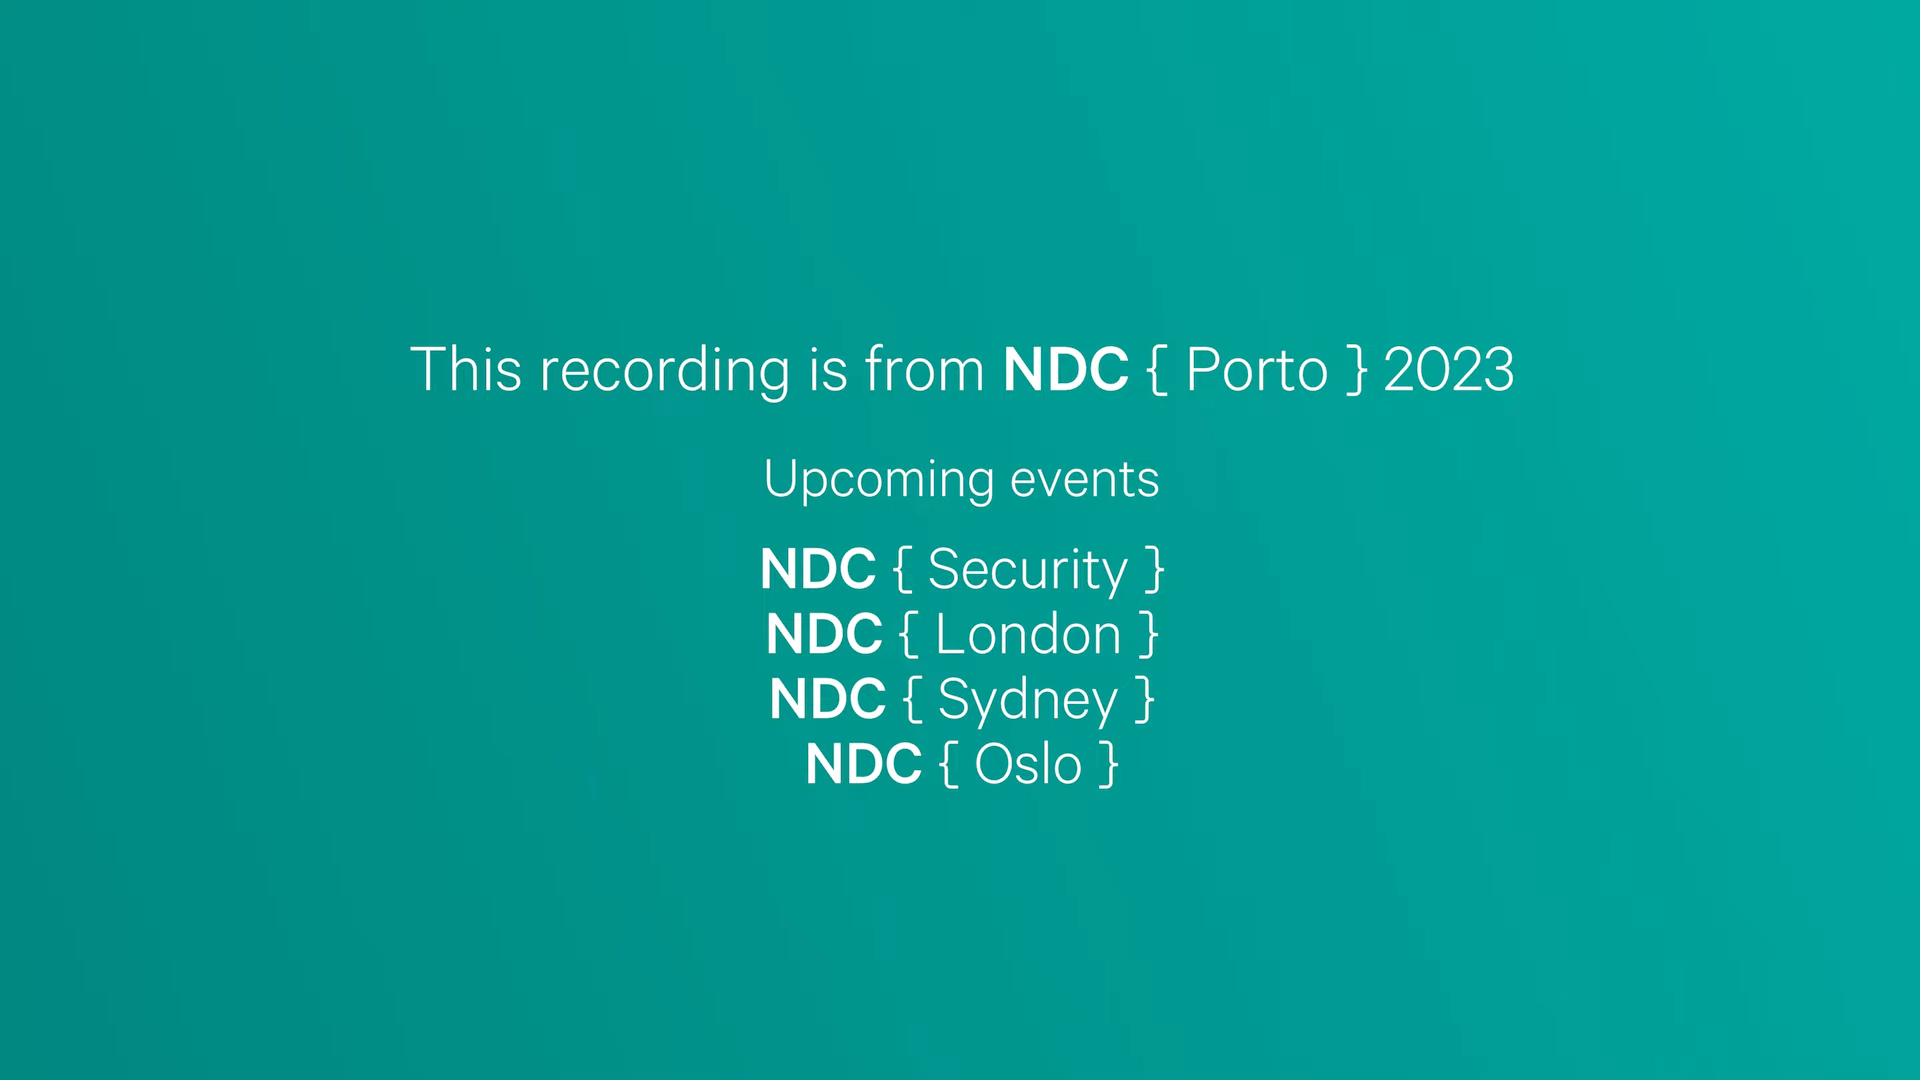 This recording is from NDC { Porto } 2023
Upcoming events
NDC { Security }
NDC { London }
NDC { Sydney }
NDC { Oslo }